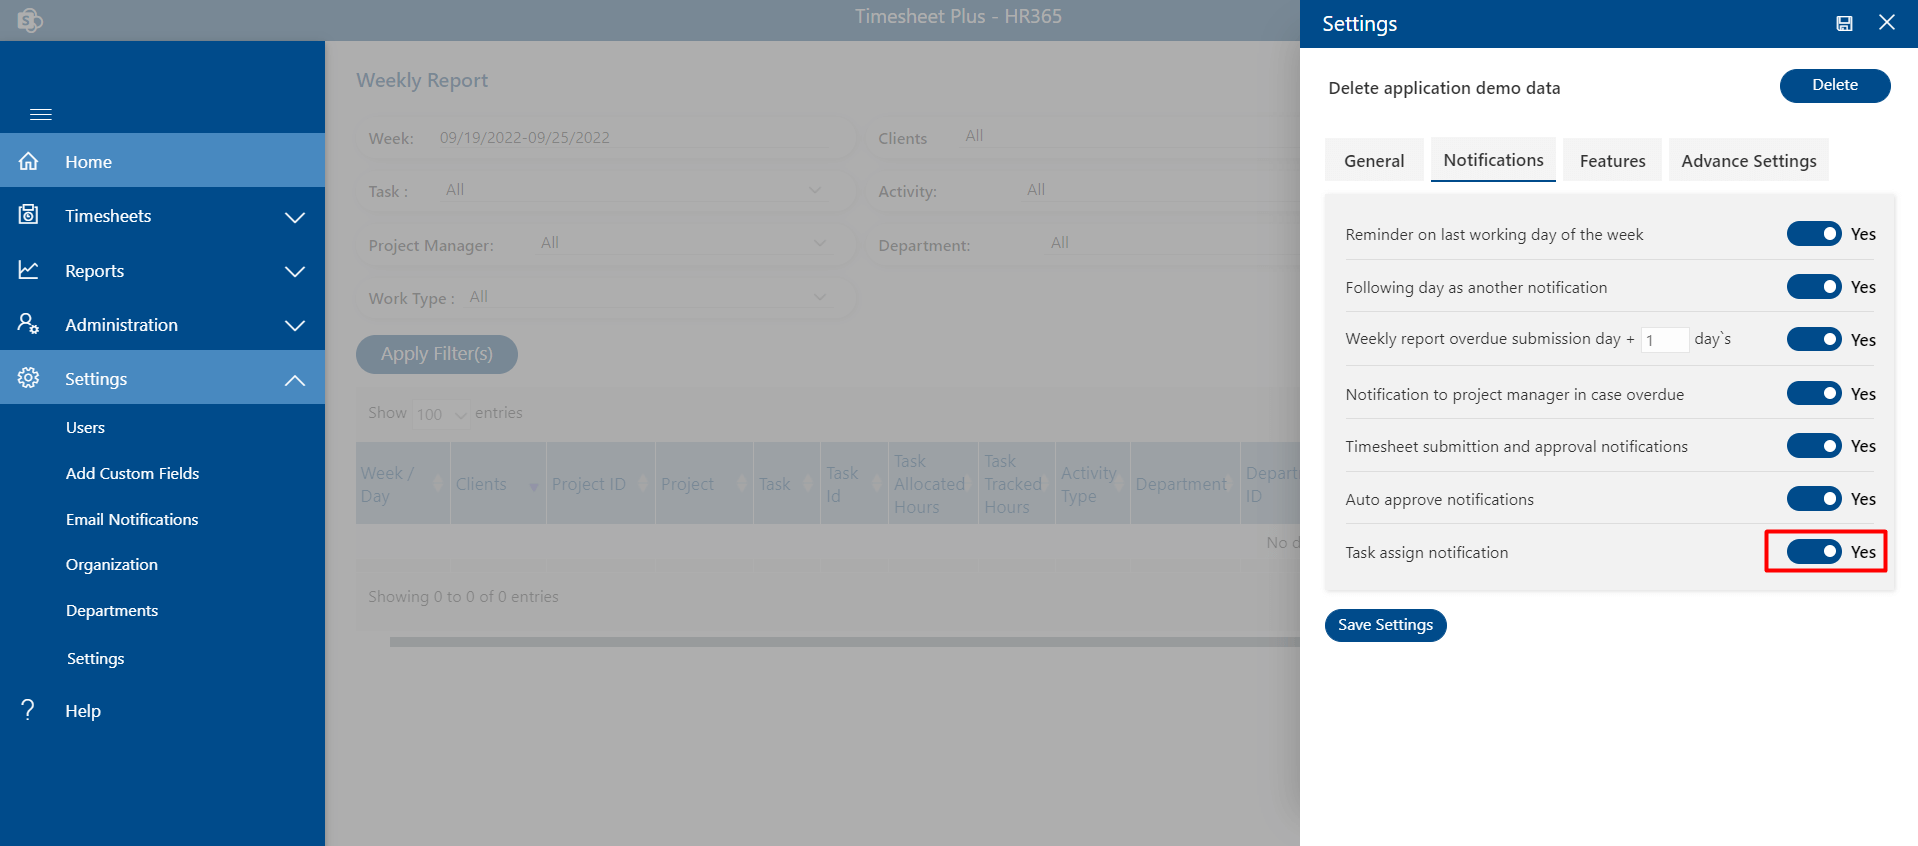 Timesheet Plus - HR365
Home
Timesheets
Reports
Administration
Settings
Users
Add Custom Fields
Email Notifications
Organization
Departments
Settings
Help
Weekly Report
Week: 09/19/2022-09/25/2022
Clients All
Task : All
Activity: All
Project Manager: All
Department: All
Work Type : All
Apply Filter(s)
Show 100 entries
Week / Day
Clients
Project ID
Project
Task
Task Id
Task Allocated Hours
Task Tracked Hours
Activity Type
Department
Depart ID
No d
Showing 0 to 0 of 0 entries
Settings
Delete application demo data
Delete
General
Notifications
Features
Advance Settings
Reminder on last working day of the week Yes
Following day as another notification Yes
Weekly report overdue submission day + 1 day`s Yes
Notification to project manager in case overdue Yes
Timesheet submittion and approval notifications Yes
Auto approve notifications Yes
Task assign notification Yes
Save Settings